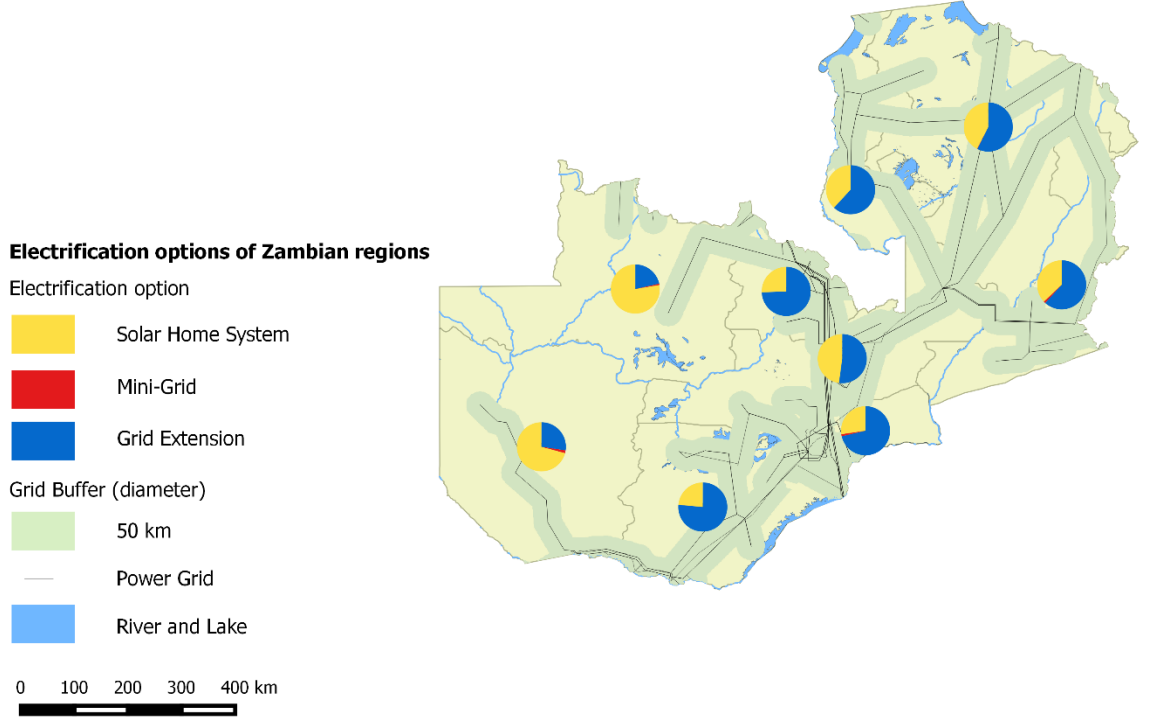 Electrification options of Zambian regions
Electrification option
Solar Home System
Mini-Grid
Grid Extension
Grid Buffer (diameter)
50 km
Power Grid
River and Lake
0 100 200 300 400 km